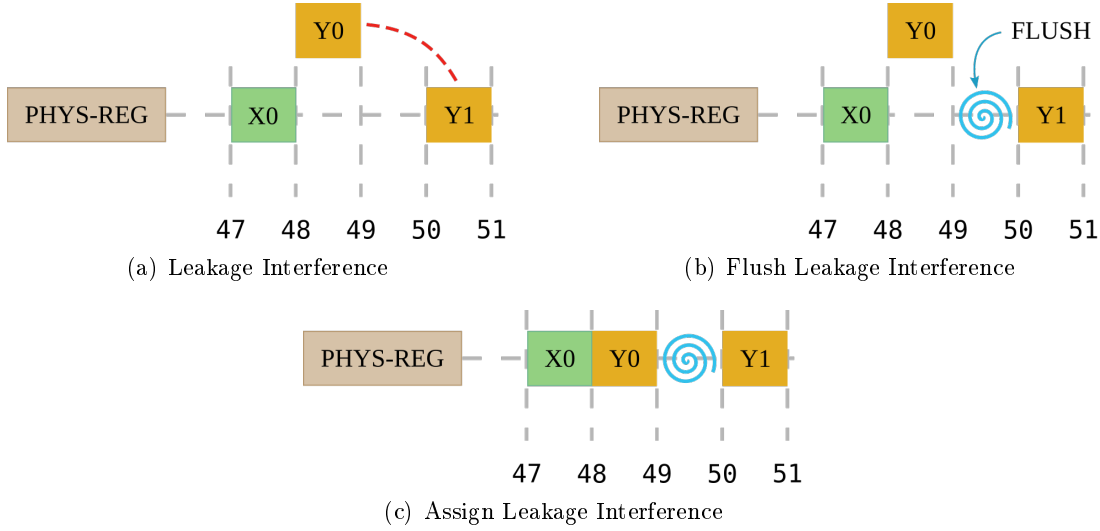 Y0
PHYS-REG X0 Y1
47 48 49 50 51
(a) Leakage Interference
Y0 FLUSH
PHYS-REG X0 Y1
47 48 49 50 51
(b) Flush Leakage Interference
PHYS-REG X0 Y0 Y1
47 48 49 50 51
(c) Assign Leakage Interference